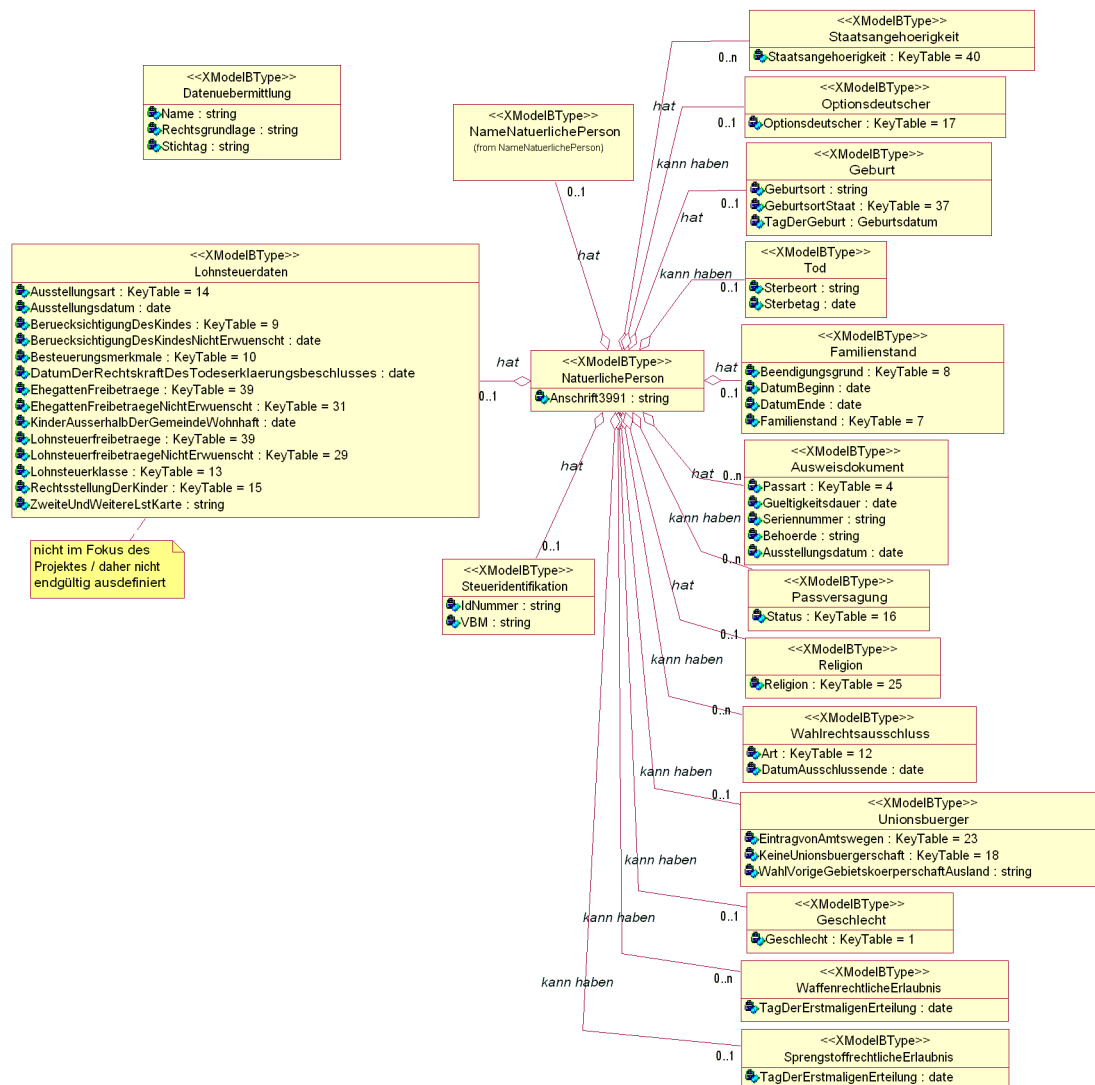 <<XModelBType>>
Datenuebermittlung
Name : string
Rechtsgrundlage : string
Stichtag : string
<<XModelBType>>
NameNatuerlichePerson
(from NameNatuerlichePerson)
0..1
hat
<<XModelBType>>
Lohnsteuerdaten
Ausstellungsart : KeyTable = 14
Ausstellungsdatum : date
BeruecksichtigungDesKindes : KeyTable = 9
BeruecksichtigungDesKindesNichtErwuenscht : date
Besteuerungsmerkmale : KeyTable = 10
DatumDerRechtskraftDesTodeserklaerungsbeschlusses : date
EhegattenFreibetraege : KeyTable = 39
EhegattenFreibetraegeNichtErwuenscht : KeyTable = 31
KinderAusserhalbDerGemeindeWohnhaft : date
Lohnsteuerfreibetraege : KeyTable = 39
LohnsteuerfreibetraegeNichtErwuenscht : KeyTable = 29
Lohnsteuerklasse : KeyTable = 13
RechtsstellungDerKinder : KeyTable = 15
ZweiteUndWeitereLstKarte : string
nicht im Fokus des
Projektes / daher nicht
endgültig ausdefiniert
hat
0..1
<<XModelBType>>
NatuerlichePerson
Anschrift3991 : string
hat
0..1
<<XModelBType>>
Steueridentifikation
IdNummer : string
VBM : string
<<XModelBType>>
Staatsangehoerigkeit
Staatsangehoerigkeit : KeyTable = 40
0..n
hat
<<XModelBType>>
Optionsdeutscher
Optionsdeutscher : KeyTable = 17
0..1
kann haben
<<XModelBType>>
Geburt
Geburtsort : string
GeburtsortStaat : KeyTable = 37
TagDerGeburt : Geburtsdatum
0..1
hat
<<XModelBType>>
Tod
Sterbeort : string
Sterbetag : date
kann haben
0..1
<<XModelBType>>
Familienstand
Beendigungsgrund : KeyTable = 8
DatumBeginn : date
DatumEnde : date
Familienstand : KeyTable = 7
hat
0..1
<<XModelBType>>
Ausweisdokument
Passart : KeyTable = 4
Gueltigkeitsdauer : date
Seriennummer : string
Behoerde : string
Ausstellungsdatum : date
hat
0..n
<<XModelBType>>
Passversagung
Status : KeyTable = 16
kann haben
0..n
<<XModelBType>>
Religion
Religion : KeyTable = 25
hat
0..1
<<XModelBType>>
Wahlrechtsausschluss
Art : KeyTable = 12
DatumAusschlussende : date
kann haben
0..n
<<XModelBType>>
Unionsbuerger
EintragvonAmtswegen : KeyTable = 23
KeineUnionsbuergerschaft : KeyTable = 18
WahlVorigeGebietskoerperschaftAusland : string
kann haben
0..1
<<XModelBType>>
Geschlecht
Geschlecht : KeyTable = 1
kann haben
0..1
<<XModelBType>>
WaffenrechtlicheErlaubnis
TagDerErstmaligenErteilung : date
kann haben
0..n
<<XModelBType>>
SprengstoffrechtlicheErlaubnis
TagDerErstmaligenErteilung : date
kann haben
0..1